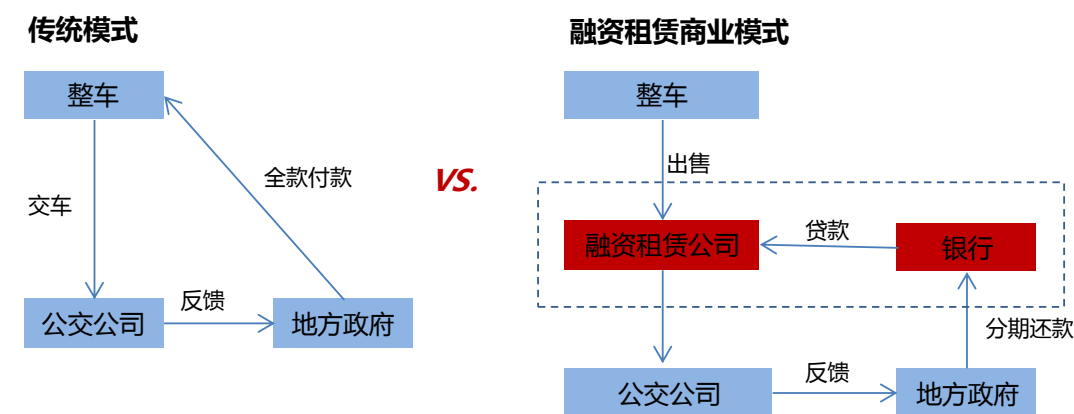 传统模式
整车
交车
全款付款
公交公司
反馈
地方政府
VS.
融资租赁商业模式
整车
出售
融资租赁公司
贷款
银行
分期还款
公交公司
反馈
地方政府